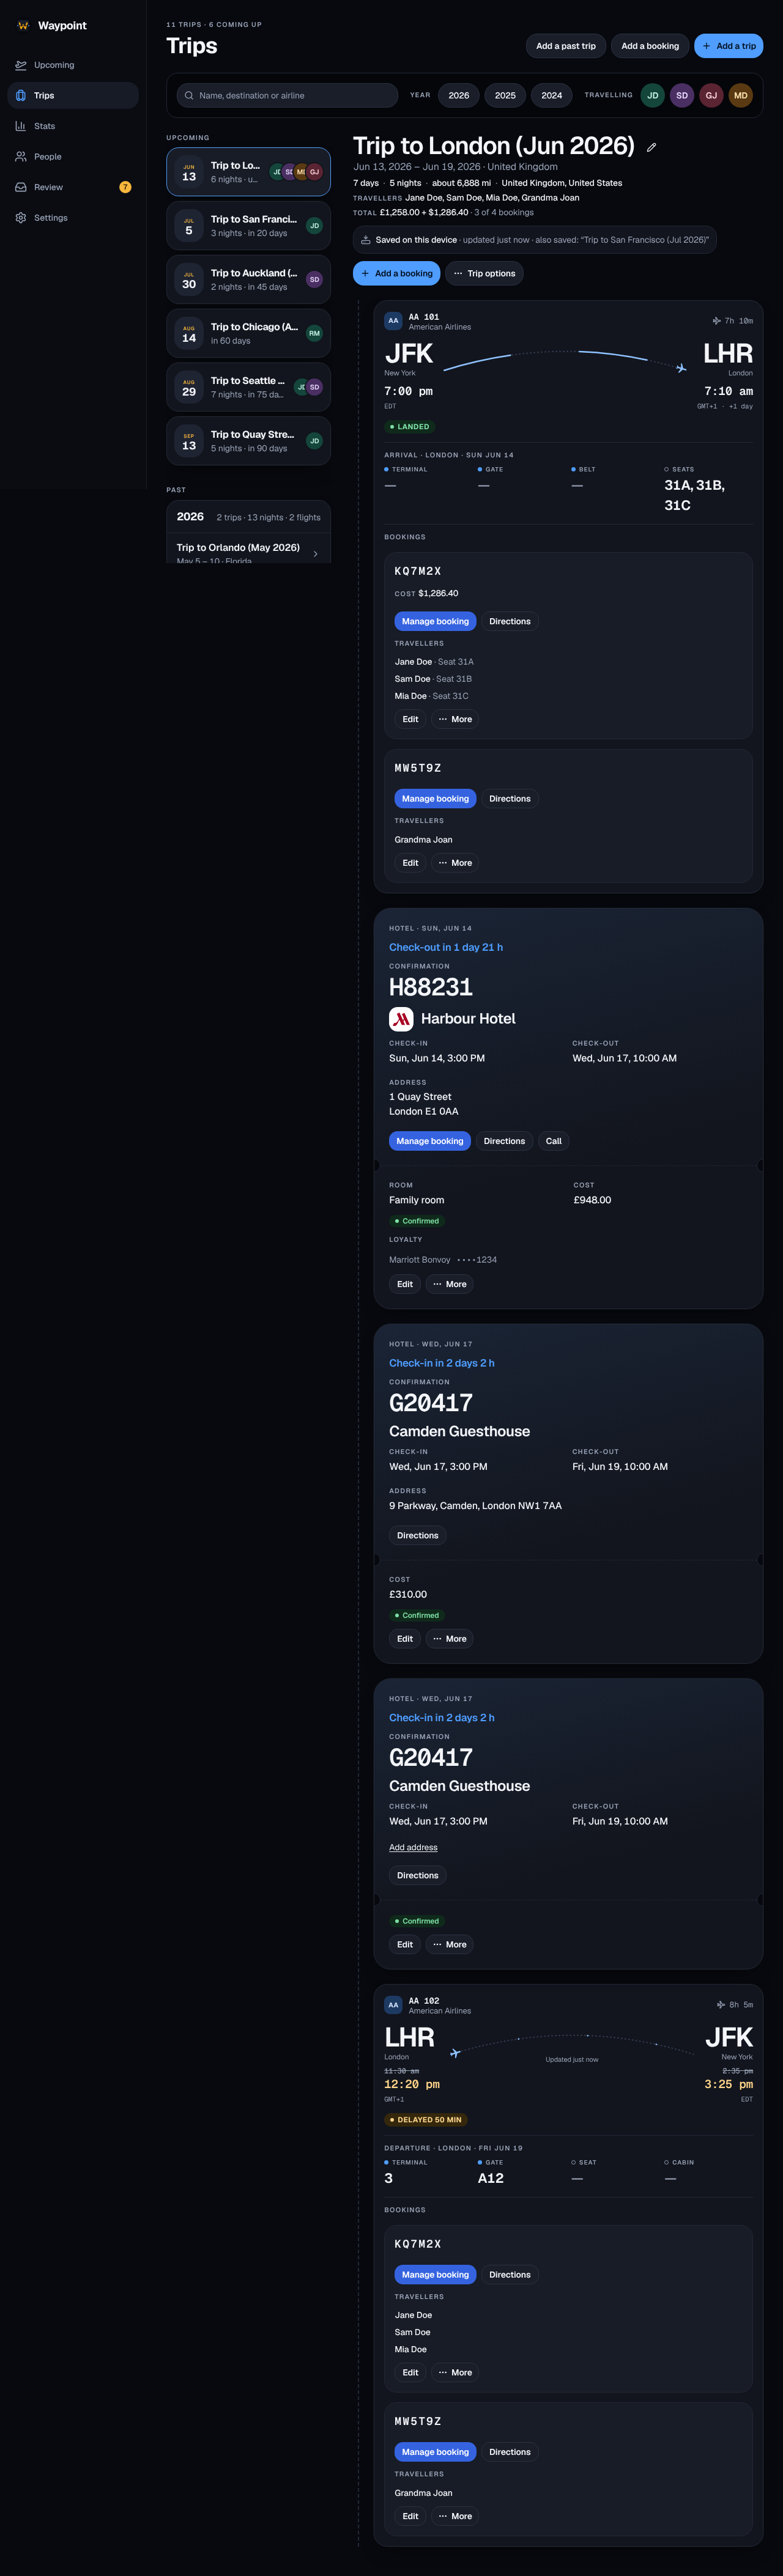 Waypoint
Upcoming
Trips
Stats
People
Review
7
Settings
11 TRIPS · 6 COMING UP
Trips
Add a past trip
Add a booking
Add a trip
Name, destination or airline
YEAR
2026
2025
2024
TRAVELLING
JD
SD
GJ
MD
UPCOMING
JUN
13
Trip to Lo...
6 nights · u...
GJ
JUL
5
Trip to San Franci...
3 nights · in 20 days
JD
JUL
30
Trip to Auckland (...
2 nights · in 45 days
SD
AUG
14
Trip to Chicago (A...
in 60 days
RM
AUG
29
Trip to Seattle ...
7 nights · in 75 da...
SD
SEP
13
Trip to Quay Stre...
5 nights · in 90 days
JD
PAST
2026
2 trips · 13 nights · 2 flights
Trip to Orlando (May 2026)
May 5 – 10 · Florida
Trip to London (Jun 2026)
Jun 13, 2026 – Jun 19, 2026 · United Kingdom
7 days · 5 nights · about 6,888 mi · United Kingdom, United States
TRAVELLERS Jane Doe, Sam Doe, Mia Doe, Grandma Joan
TOTAL £1,258.00 + $1,286.40 · 3 of 4 bookings
Saved on this device · updated just now · also saved: "Trip to San Francisco (Jul 2026)"
Add a booking
Trip options
AA
AA 101
American Airlines
7h 10m
JFK
LHR
New York
London
7:00 pm
7:10 am
EDT
GMT+1 · +1 day
LANDED
ARRIVAL · LONDON · SUN JUN 14
TERMINAL
GATE
BELT
SEATS
—
—
—
31A, 31B,
31C
BOOKINGS
KQ7M2X
COST $1,286.40
Manage booking
Directions
TRAVELLERS
Jane Doe · Seat 31A
Sam Doe · Seat 31B
Mia Doe · Seat 31C
Edit
More
MW5T9Z
Manage booking
Directions
TRAVELLERS
Grandma Joan
Edit
More
HOTEL · SUN, JUN 14
Check-out in 1 day 21 h
CONFIRMATION
H88231
Harbour Hotel
CHECK-IN
CHECK-OUT
Sun, Jun 14, 3:00 PM
Wed, Jun 17, 10:00 AM
ADDRESS
1 Quay Street
London E1 0AA
Manage booking
Directions
Call
ROOM
COST
Family room
£948.00
Confirmed
LOYALTY
Marriott Bonvoy ••••1234
Edit
More
HOTEL · WED, JUN 17
Check-in in 2 days 2 h
CONFIRMATION
G20417
Camden Guesthouse
CHECK-IN
CHECK-OUT
Wed, Jun 17, 3:00 PM
Fri, Jun 19, 10:00 AM
ADDRESS
9 Parkway, Camden, London NW1 7AA
Directions
COST
£310.00
Confirmed
Edit
More
HOTEL · WED, JUN 17
Check-in in 2 days 2 h
CONFIRMATION
G20417
Camden Guesthouse
CHECK-IN
CHECK-OUT
Wed, Jun 17, 3:00 PM
Fri, Jun 19, 10:00 AM
Add address
Directions
Confirmed
Edit
More
AA
AA 102
American Airlines
8h 5m
LHR
JFK
London
New York
Updated just now
11:30 am
2:35 pm
12:20 pm
3:25 pm
GMT+1
EDT
DELAYED 50 MIN
DEPARTURE · LONDON · FRI JUN 19
TERMINAL
GATE
SEAT
CABIN
3
A12
—
—
BOOKINGS
KQ7M2X
Manage booking
Directions
TRAVELLERS
Jane Doe
Sam Doe
Mia Doe
Edit
More
MW5T9Z
Manage booking
Directions
TRAVELLERS
Grandma Joan
Edit
More